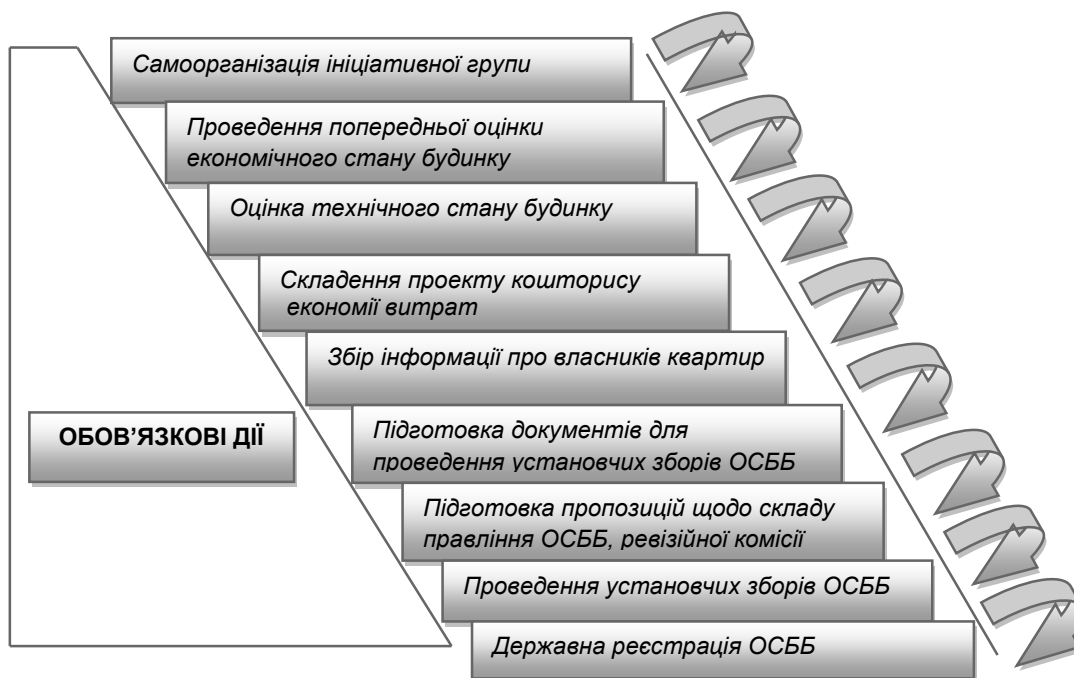 Самоорганізація ініціативної групи
Проведення попередньої оцінки
економічного стану будинку
Оцінка технічного стану будинку
Складення проекту кошторису
економії витрат
Збір інформації про власників квартир
ОБОВ’ЯЗКОВІ ДІЇ
Підготовка документів для
проведення установчих зборів ОСББ
Підготовка пропозицій щодо складу
правління ОСББ, ревізійної комісії
Проведення установчих зборів ОСББ
Державна реєстрація ОСББ